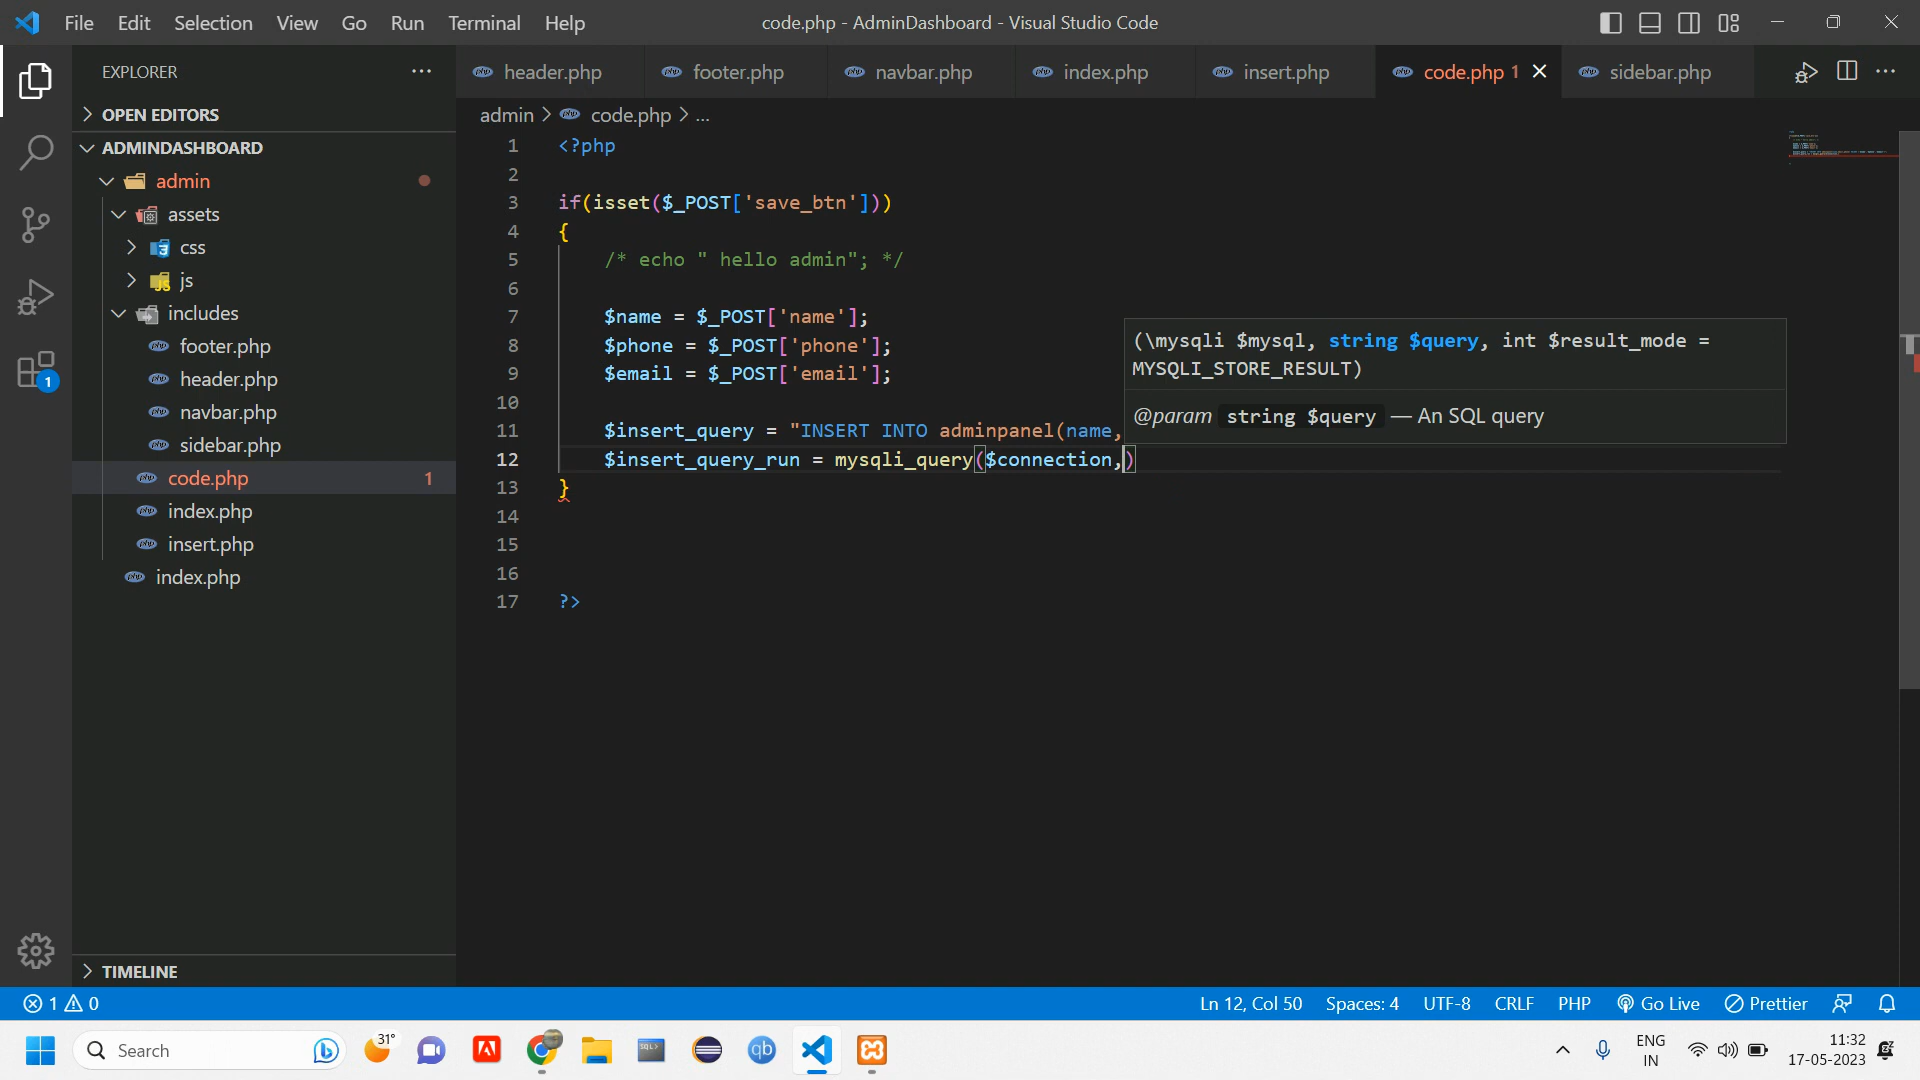 File Edit Selection View Go Run Terminal Help
code.php - AdminDashboard - Visual Studio Code
EXPLORER
OPEN EDITORS
ADMINDASHBOARD
admin
assets
css
js
includes
footer.php
header.php
navbar.php
sidebar.php
code.php 1
index.php
insert.php
index.php
TIMELINE
header.php footer.php navbar.php index.php insert.php code.php 1 sidebar.php
admin > code.php > ...
1 <?php
2
3 if(isset($_POST['save_btn']))
4 {
5 /* echo " hello admin"; */
6
7 $name = $_POST['name'];
8 $phone = $_POST['phone'];
9 $email = $_POST['email'];
10
11 $insert_query = "INSERT INTO adminpanel(name,
12 $insert_query_run = mysqli_query($connection,)
13 }
14
15
16
17 ?>
(\mysqli $mysql, string $query, int $result_mode =
MYSQLI_STORE_RESULT)
@param string $query — An SQL query
1 0
Ln 12, Col 50 Spaces: 4 UTF-8 CRLF PHP Go Live Prettier
1
Search
31°
SQL>
qb
ENG
IN
11:32
17-05-2023